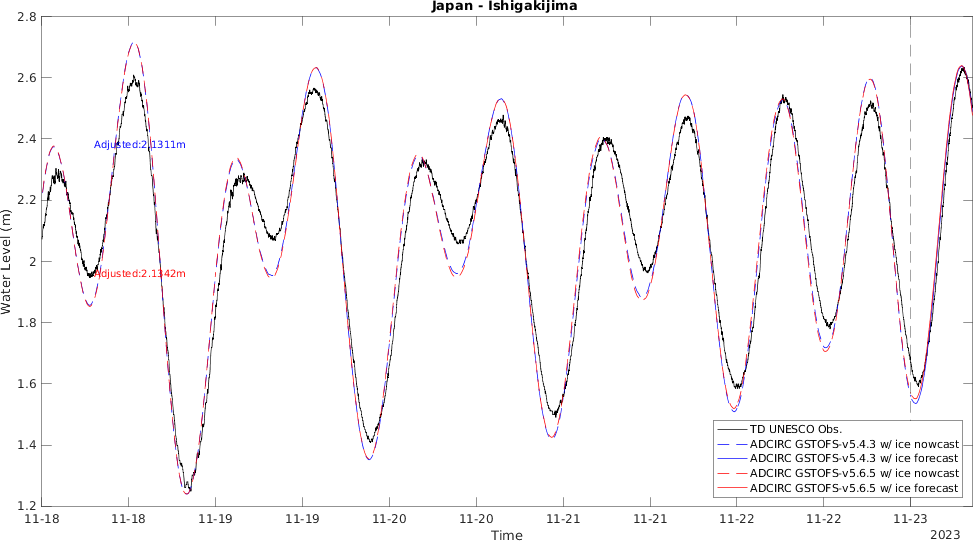 Japan - Ishigakijima
Water Level (m)
2.8
2.6
2.4
2.2
2
1.8
1.6
1.4
1.2
Adjusted:2.1311m
Adjusted:2.1342m
TD UNESCO Obs.
ADCIRC GSTOFS-v5.4.3 w/ ice nowcast
ADCIRC GSTOFS-v5.4.3 w/ ice forecast
ADCIRC GSTOFS-v5.6.5 w/ ice nowcast
ADCIRC GSTOFS-v5.6.5 w/ ice forecast
11-18 11-18 11-19 11-19 11-20 11-20 11-21 11-21 11-22 11-22 11-23
Time
2023